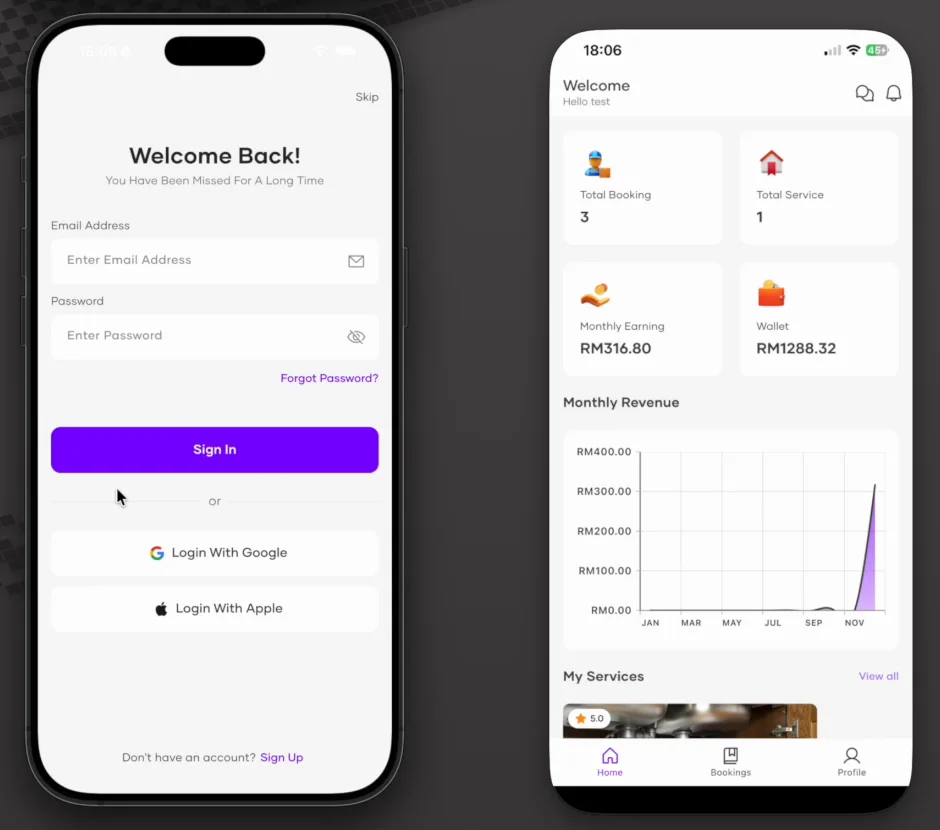 Skip
Welcome Back!
You Have Been Missed For A Long Time
Email Address
Enter Email Address
Password
Enter Password
Forgot Password?
Sign In
or
Login With Google
Login With Apple
Don't have an account? Sign Up
18:06
45
Welcome
Hello test
Total Booking
3
Total Service
1
Monthly Earning
RM316.80
Wallet
RM1288.32
Monthly Revenue
RM400.00
RM300.00
RM200.00
RM100.00
RM0.00
JAN MAR MAY JUL SEP NOV
My Services
View all
5.0
Home
Bookings
Profile